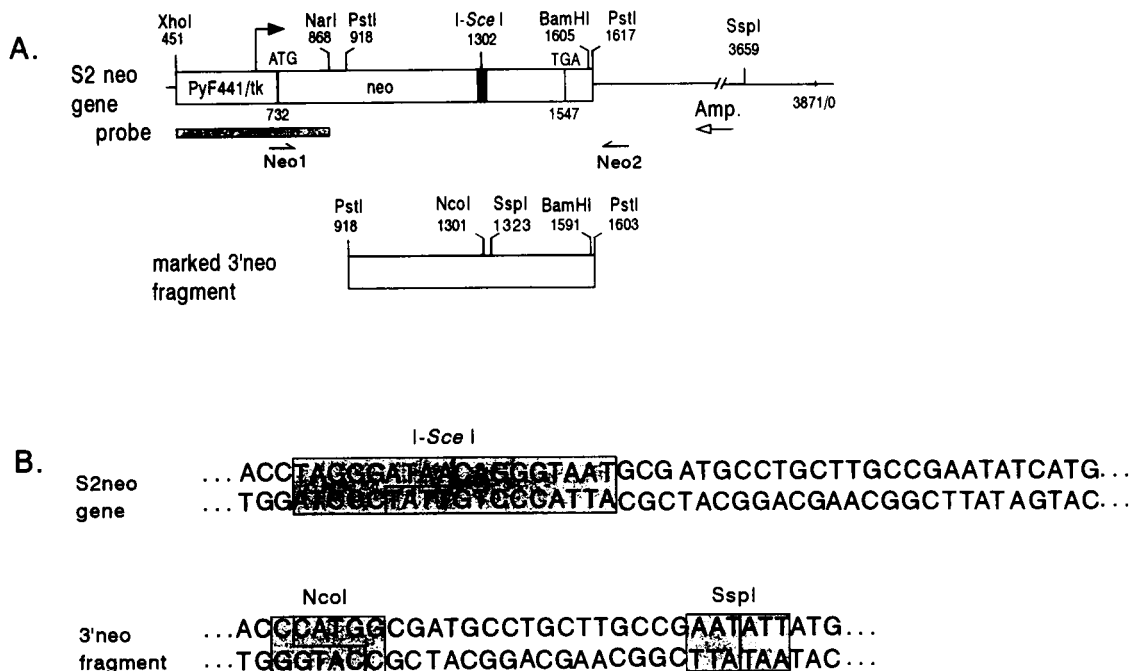 A.
XhoI NarI PstI I-Sce I BamHI PstI SspI
451 868 918 1302 1605 1617 3659
ATG TGA
S2 neo gene
PyF441/tk neo
732 1547 Amp. 3871/0
probe
Neo1 Neo2
PstI NcoI SspI BamHI PstI
918 1301 1323 1591 1603
marked 3'neo fragment
B.
I-Sce I
S2neo gene
...ACCTAGGGATAACAGGGTAATGCG ATGCCTGCTTGCCGAATATCATG...
...TGGATCCCTATTGTCCCATTACGCTACGGACGAACGGCTTATAGTAC...
NcoI SspI
3'neo fragment
...ACCCATGGCGATGCCTGCTTGCCGAATATTATG...
...TGGGTACCGCTACGGACGAACGGCTTATAATAC